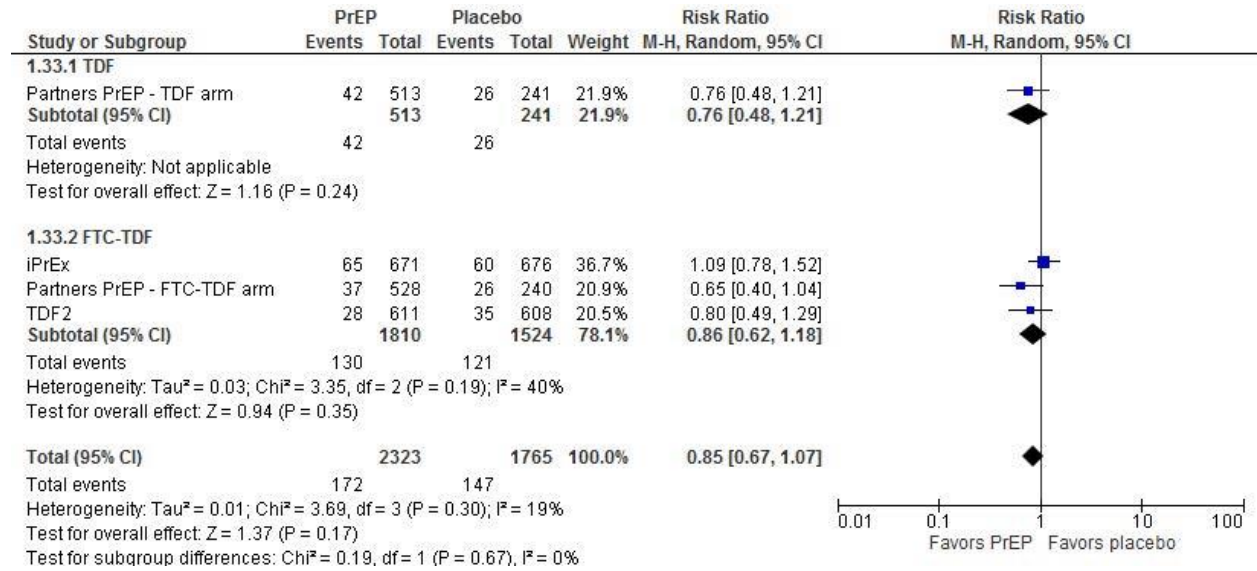 PrEP Placebo Risk Ratio Risk Ratio
Study or Subgroup Events Total Events Total Weight M-H, Random, 95% CI M-H, Random, 95% CI
1.33.1 TDF
Partners PrEP - TDF arm 42 513 26 241 21.9% 0.76 [0.48, 1.21]
Subtotal (95% CI) 513 241 21.9% 0.76 [0.48, 1.21]
Total events 42 26
Heterogeneity: Not applicable
Test for overall effect: Z = 1.16 (P = 0.24)
1.33.2 FTC-TDF
iPrEx 65 671 60 676 36.7% 1.09 [0.78, 1.52]
Partners PrEP - FTC-TDF arm 37 528 26 240 20.9% 0.65 [0.40, 1.04]
TDF2 28 611 35 608 20.5% 0.80 [0.49, 1.29]
Subtotal (95% CI) 1810 1524 78.1% 0.86 [0.62, 1.18]
Total events 130 121
Heterogeneity: Tau² = 0.03; Chi² = 3.35, df = 2 (P = 0.19); I² = 40%
Test for overall effect: Z = 0.94 (P = 0.35)
Total (95% CI) 2323 1765 100.0% 0.85 [0.67, 1.07]
Total events 172 147
Heterogeneity: Tau² = 0.01; Chi² = 3.69, df = 3 (P = 0.30); I² = 19%
Test for overall effect: Z = 1.37 (P = 0.17)
Test for subgroup differences: Chi² = 0.19, df = 1 (P = 0.67), I² = 0%
0.01 0.1 1 10 100
Favors PrEP Favors placebo